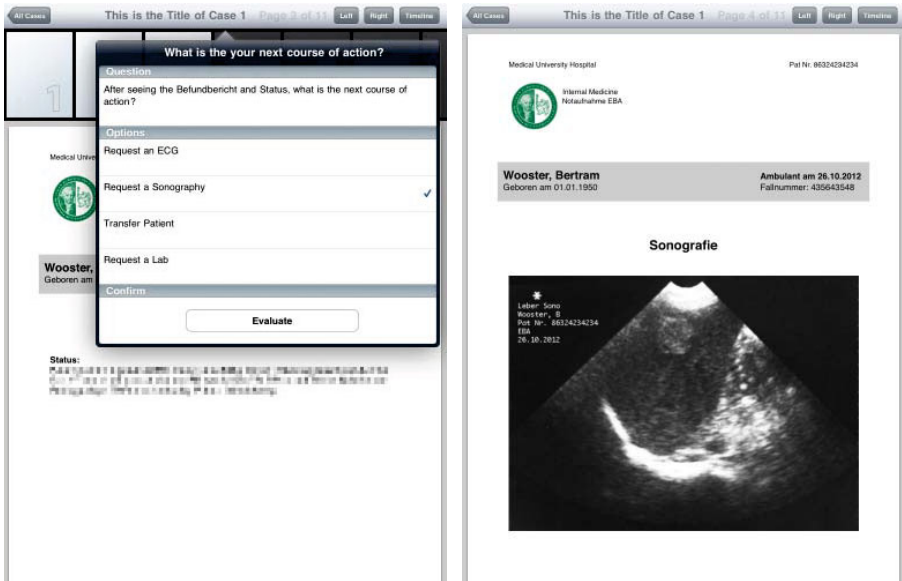 All Cases
This is the Title of Case 1
Page 3 of 11
Left
Right
Timeline
1
What is the your next course of action?
Question
After seeing the Befundbericht and Status, what is the next course of
action?
Options
Request an ECG
Request a Sonography
Transfer Patient
Request a Lab
Confirm
Evaluate
Medical Unive
Wooster,
Geboren am
Status:
All Cases
This is the Title of Case 1
Page 4 of 11
Left
Right
Timeline
Medical University Hospital
Pat Nr. 86324234234
Internal Medicine
Notaufnahme EBA
Wooster, Bertram
Ambulant am 26.10.2012
Geboren am 01.01.1950
Fallnummer: 435643548
Sonografie
Leber Sono
Wooster, B
Pat Nr. 86324234234
EBA
26.10.2012